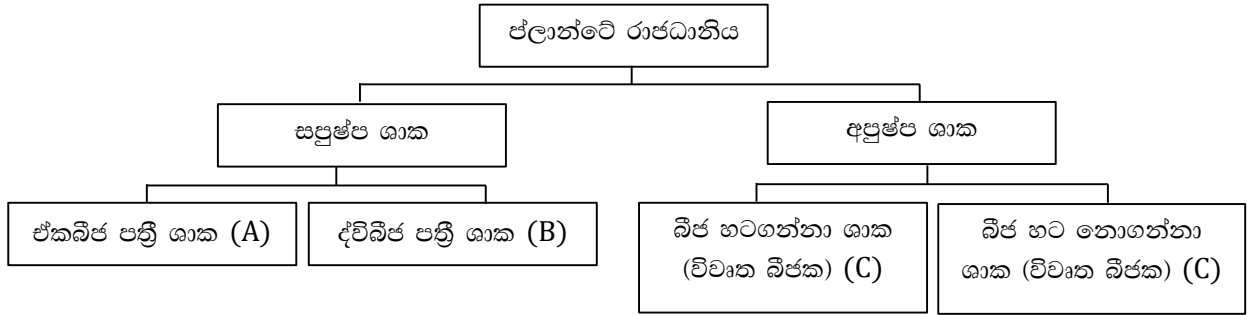 ප්ලාන්ටේ රාජධානිය
සපුෂ්ප ශාක
අපුෂ්ප ශාක
ඒකබීජ පත්‍රී ශාක (A)
ද්විබීජ පත්‍රී ශාක (B)
බීජ හටගන්නා ශාක
(විවෘත බීජක) (C)
බීජ හට නොගන්නා
ශාක (විවෘත බීජක) (C)